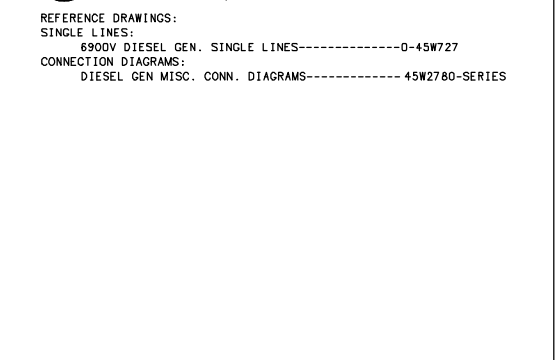 REFERENCE DRAWINGS:
SINGLE LINES:
6900V DIESEL GEN. SINGLE LINES--------------0-45W727
CONNECTION DIAGRAMS:
DIESEL GEN MISC. CONN. DIAGRAMS------------- 45W2780-SERIES